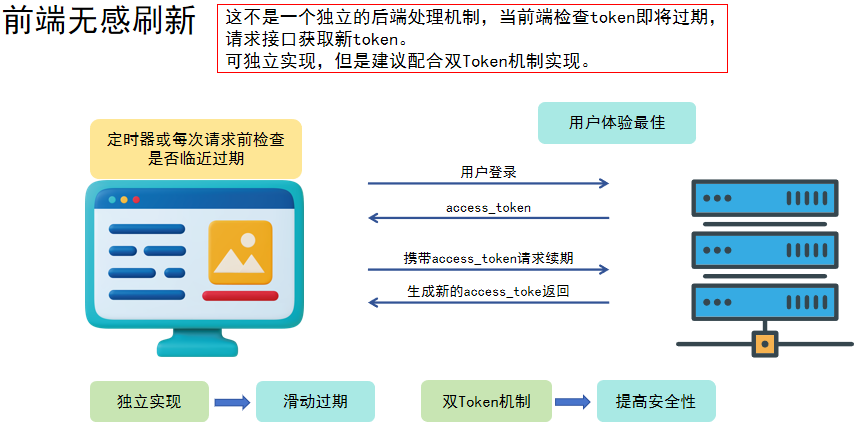 前端无感刷新
这不是一个独立的后端处理机制，当前端检查token即将过期，
请求接口获取新token。
可独立实现，但是建议配合双Token机制实现。
定时器或每次请求前检查
是否临近过期
用户体验最佳
用户登录
access_token
携带access_token请求续期
生成新的access_toke返回
独立实现
滑动过期
双Token机制
提高安全性